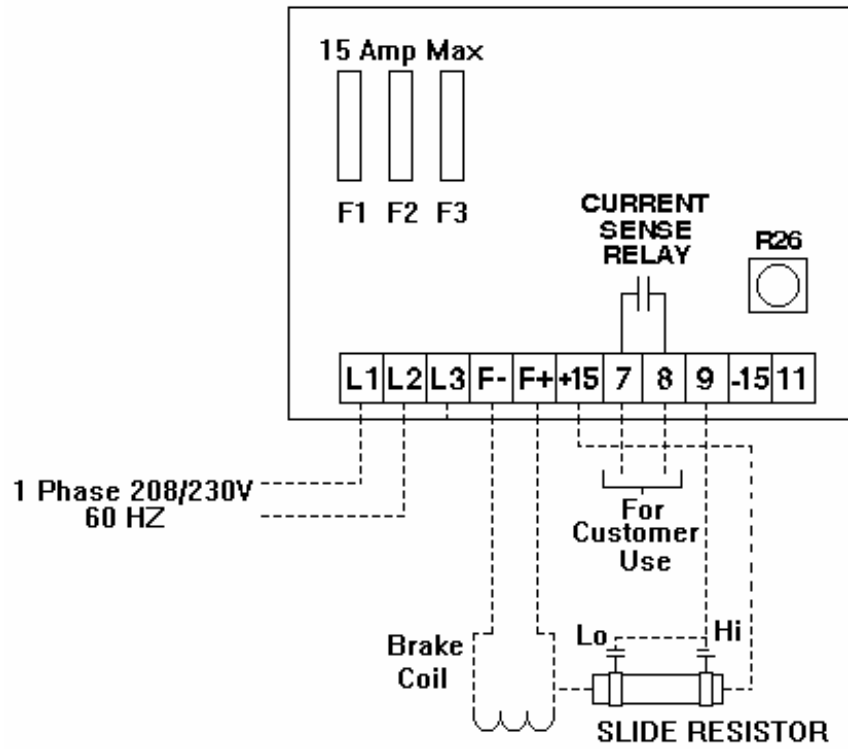 15 Amp Max
F1 F2 F3
CURRENT
SENSE
RELAY
R26
L1 L2 L3 F- F+ +15 7 8 9 -15 11
1 Phase 208/230V
60 HZ
For
Customer
Use
Brake
Coil
Lo
Hi
SLIDE RESISTOR